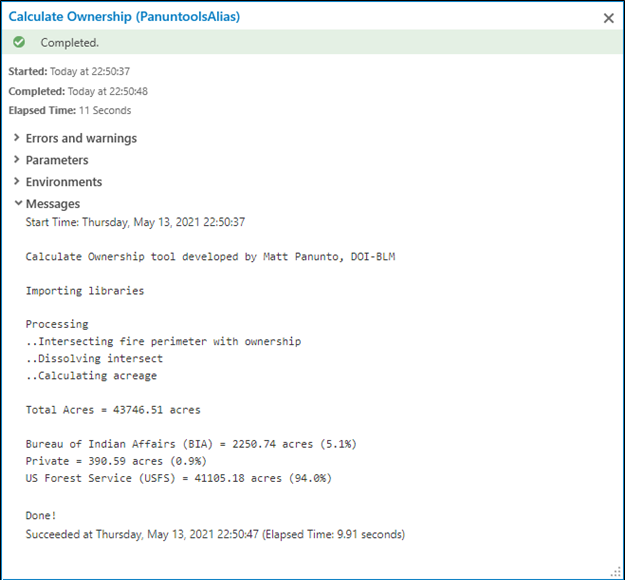 Calculate Ownership (PanuntoolsAlias)
Completed.
Started: Today at 22:50:37
Completed: Today at 22:50:48
Elapsed Time: 11 Seconds
Errors and warnings
Parameters
Environments
Messages
Start Time: Thursday, May 13, 2021 22:50:37
Calculate Ownership tool developed by Matt Panunto, DOI-BLM
Importing libraries
Processing
..Intersecting fire perimeter with ownership
..Dissolving intersect
..Calculating acreage
Total Acres = 43746.51 acres
Bureau of Indian Affairs (BIA) = 2250.74 acres (5.1%)
Private = 390.59 acres (0.9%)
US Forest Service (USFS) = 41105.18 acres (94.0%)
Done!
Succeeded at Thursday, May 13, 2021 22:50:47 (Elapsed Time: 9.91 seconds)